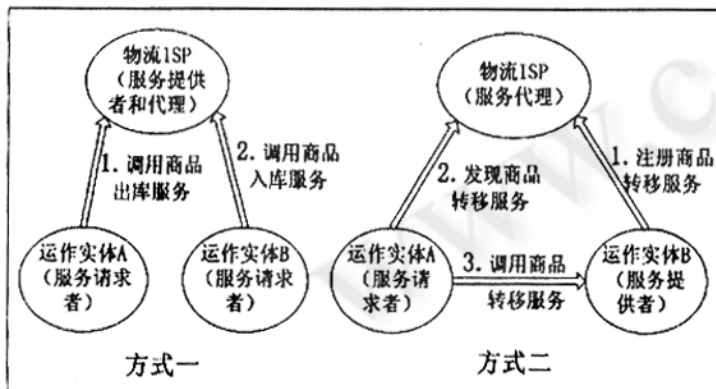 物流ISP
（服务提供
者和代理）
1. 调用商品
出库服务
2. 调用商品
入库服务
运作实体A
（服务请求
者）
运作实体B
（服务请求
者）
方式一
物流ISP
（服务代理）
2. 发现商品
转移服务
1. 注册商品
转移服务
运作实体A
（服务请
求者）
3. 调用商品
转移服务
运作实体B
（服务提
供者）
方式二
www.c